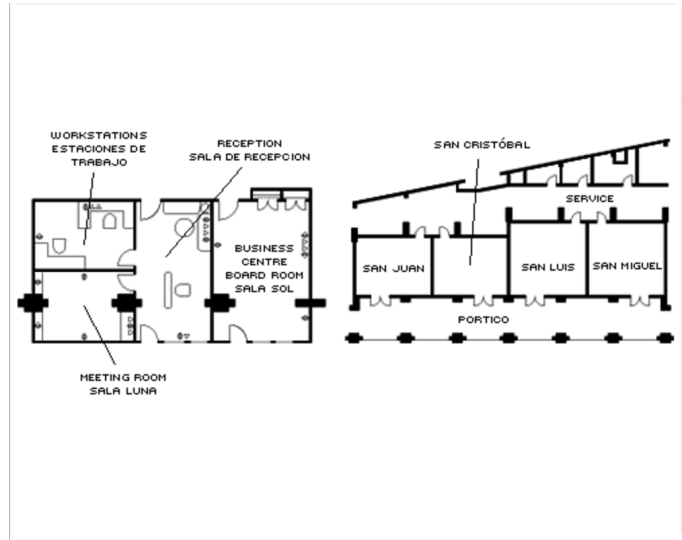 WORKSTATIONS
ESTACIONES DE
TRABAJO
RECEPTION
SALA DE RECEPCION
BUSINESS
CENTRE
BOARD ROOM
SALA SOL
MEETING ROOM
SALA LUNA
SAN CRISTÓBAL
SERVICE
SAN JUAN
SAN LUIS
SAN MIGUEL
PORTICO